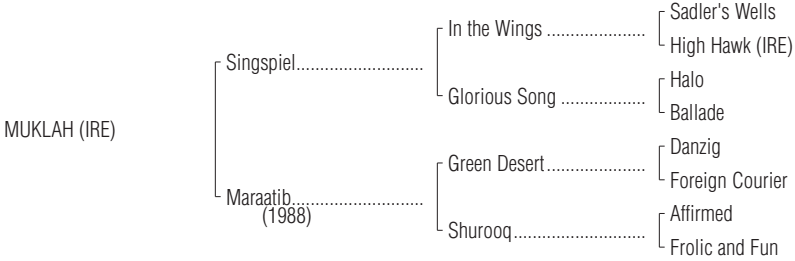 Sadler's Wells
In the Wings .....................
High Hawk (IRE)
Singspiel...........................
Halo
Glorious Song ..................
Ballade
MUKLAH (IRE)
Danzig
Green Desert.....................
Foreign Courier
Maraatib............................
(1988)
Affirmed
Shurooq............................
Frolic and Fun